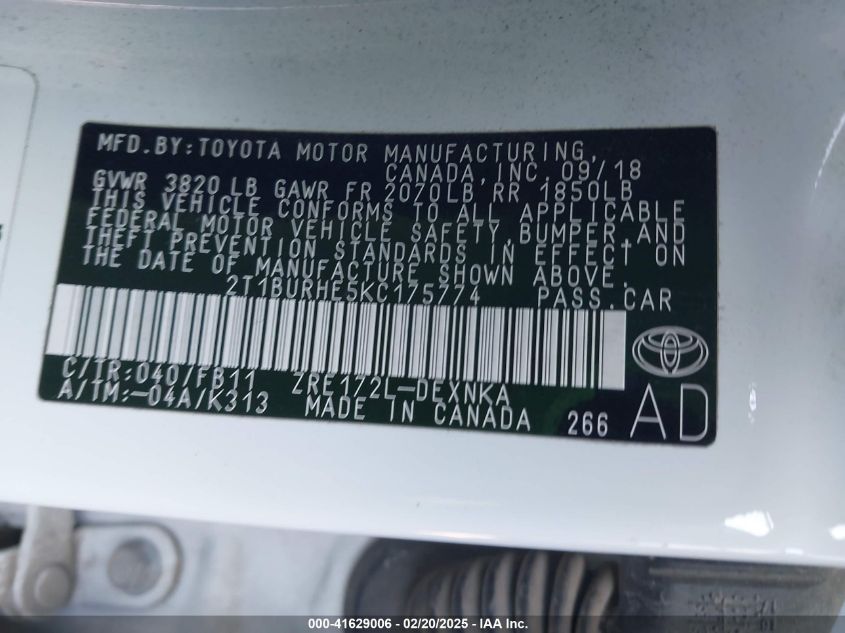 MFD.BY:TOYOTA MOTOR MANUFACTURING,
CANADA, INC. 09/18
GVWR 3820 LB GAWR FR 2070LB RR 1850LB
THIS VEHICLE CONFORMS TO ALL APPLICABLE
FEDERAL MOTOR VEHICLE SAFETY, BUMPER, AND
THEFT PREVENTION STANDARDS IN EFFECT ON
THE DATE OF MANUFACTURE SHOWN ABOVE.
2T1BURHE5KC175774 PASS.CAR
C/TR:040/FB11 ZRE172L-DEXNKA
A/TM:-04A/K313 MADE IN CANADA 266 AD
000-41629006 - 02/20/2025 - IAA Inc.